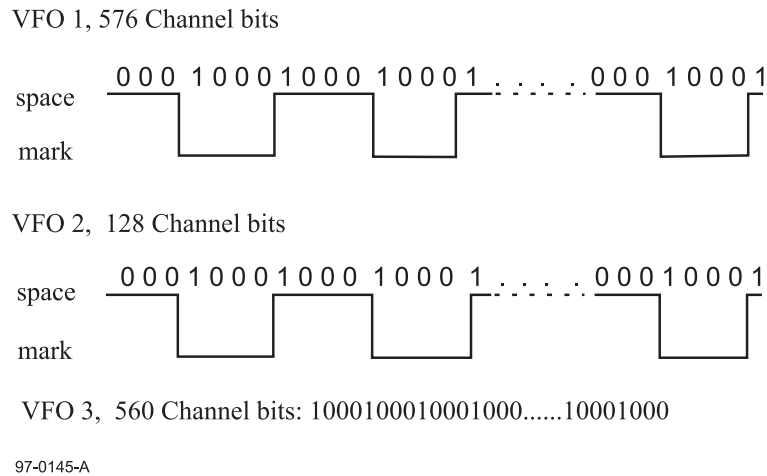 VFO 1, 576 Channel bits
0 0 0 1 0 0 0 1 0 0 0 1 0 0 0 1 . . . . 0 0 0 1 0 0 0 1
space
mark
VFO 2, 128 Channel bits
0 0 0 1 0 0 0 1 0 0 0 1 0 0 0 1 . . . . 0 0 0 1 0 0 0 1
space
mark
VFO 3, 560 Channel bits: 1000100010001000......10001000
97-0145-A